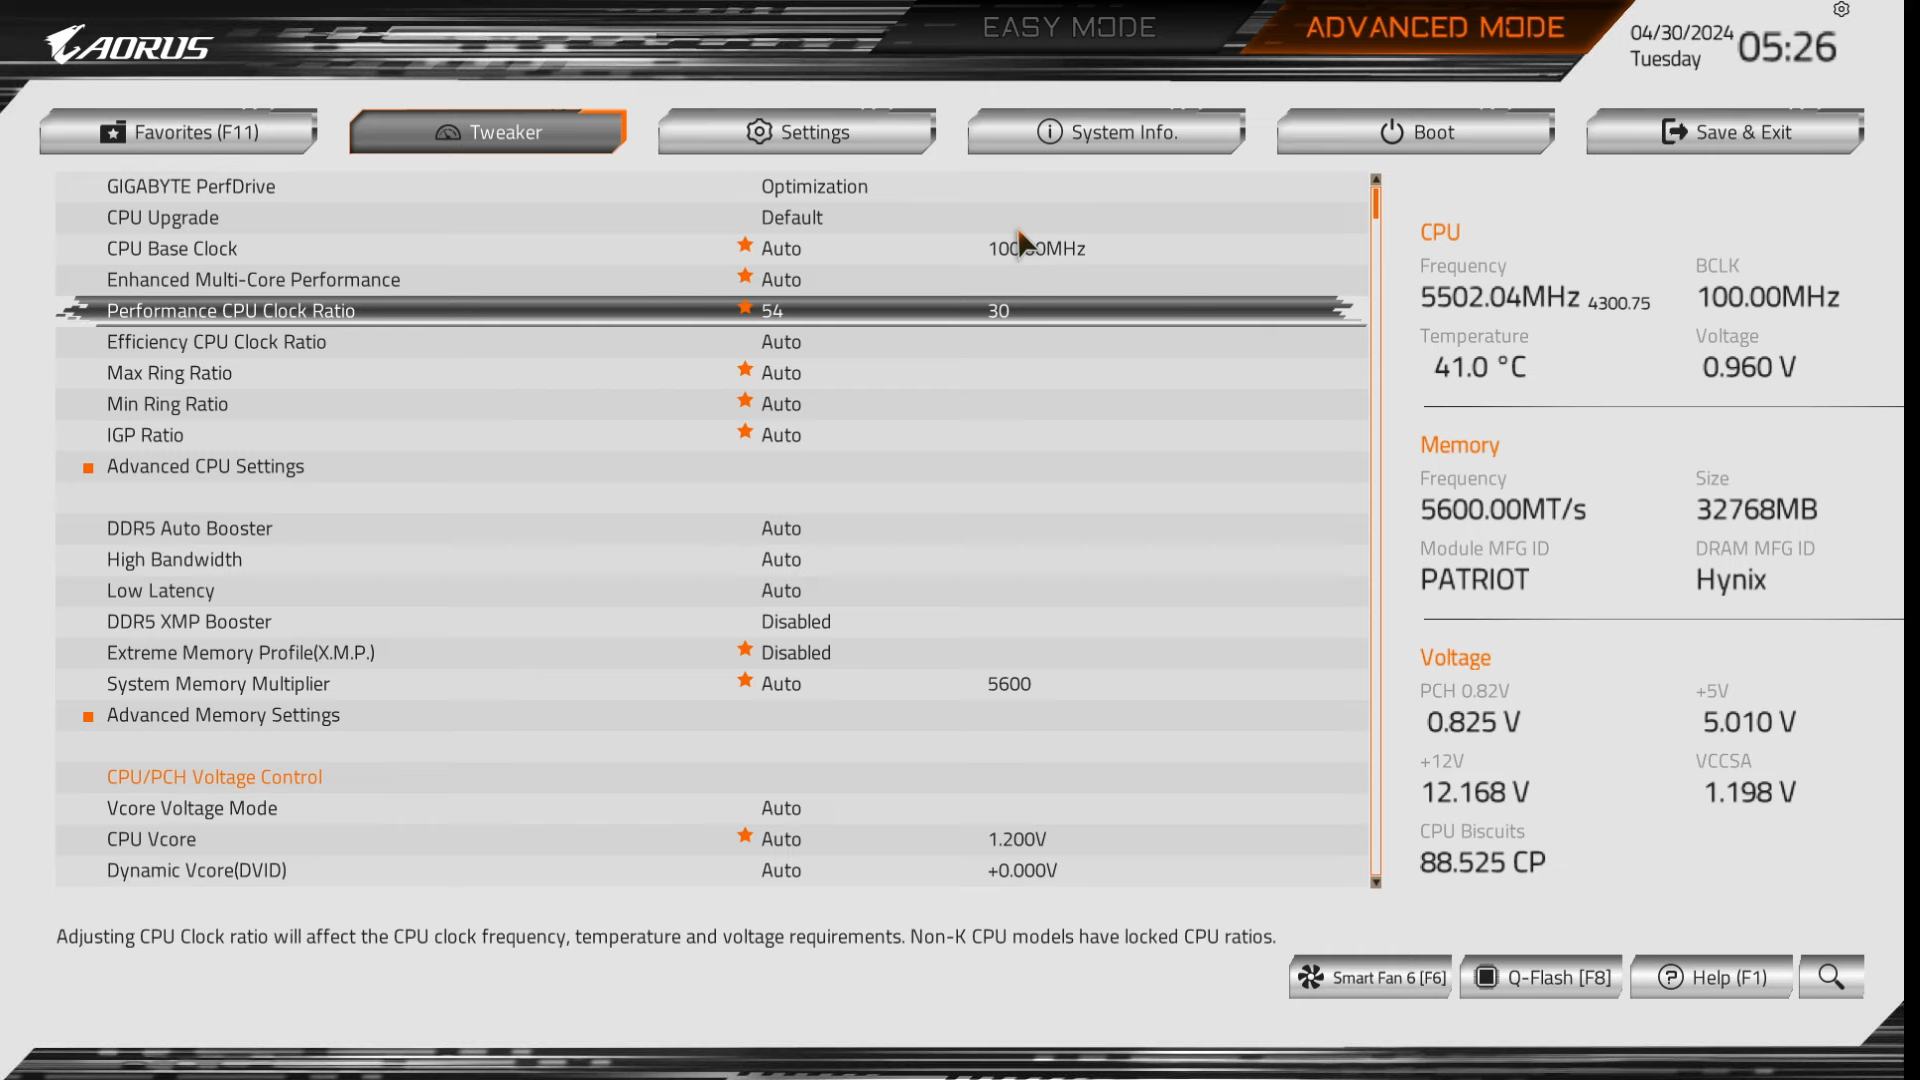 AORUS
EASY MODE
ADVANCED MODE
04/30/2024
Tuesday
05:26
Favorites (F11)
Tweaker
Settings
System Info.
Boot
Save & Exit
GIGABYTE PerfDrive Optimization
CPU Upgrade Default
CPU Base Clock Auto 100.00MHz
Enhanced Multi-Core Performance Auto
Performance CPU Clock Ratio 54 30
Efficiency CPU Clock Ratio Auto
Max Ring Ratio Auto
Min Ring Ratio Auto
IGP Ratio Auto
Advanced CPU Settings
DDR5 Auto Booster Auto
High Bandwidth Auto
Low Latency Auto
DDR5 XMP Booster Disabled
Extreme Memory Profile(X.M.P.) Disabled
System Memory Multiplier Auto 5600
Advanced Memory Settings
CPU/PCH Voltage Control
Vcore Voltage Mode Auto
CPU Vcore Auto 1.200V
Dynamic Vcore(DVID) Auto +0.000V
CPU
Frequency BCLK
5502.04MHz 4300.75 100.00MHz
Temperature Voltage
41.0 °C 0.960 V
Memory
Frequency Size
5600.00MT/s 32768MB
Module MFG ID DRAM MFG ID
PATRIOT Hynix
Voltage
PCH 0.82V +5V
0.825 V 5.010 V
+12V VCCSA
12.168 V 1.198 V
CPU Biscuits
88.525 CP
Adjusting CPU Clock ratio will affect the CPU clock frequency, temperature and voltage requirements. Non-K CPU models have locked CPU ratios.
Smart Fan 6 [F6]
Q-Flash [F8]
Help (F1)